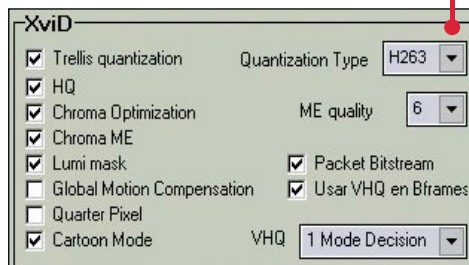 XviD
Trellis quantization Quantization Type H263
HQ
Chroma Optimization ME quality 6
Chroma ME
Lumi mask Packet Bitstream
Global Motion Compensation Usar VHQ en Bframes
Quarter Pixel
Cartoon Mode VHQ 1 Mode Decision